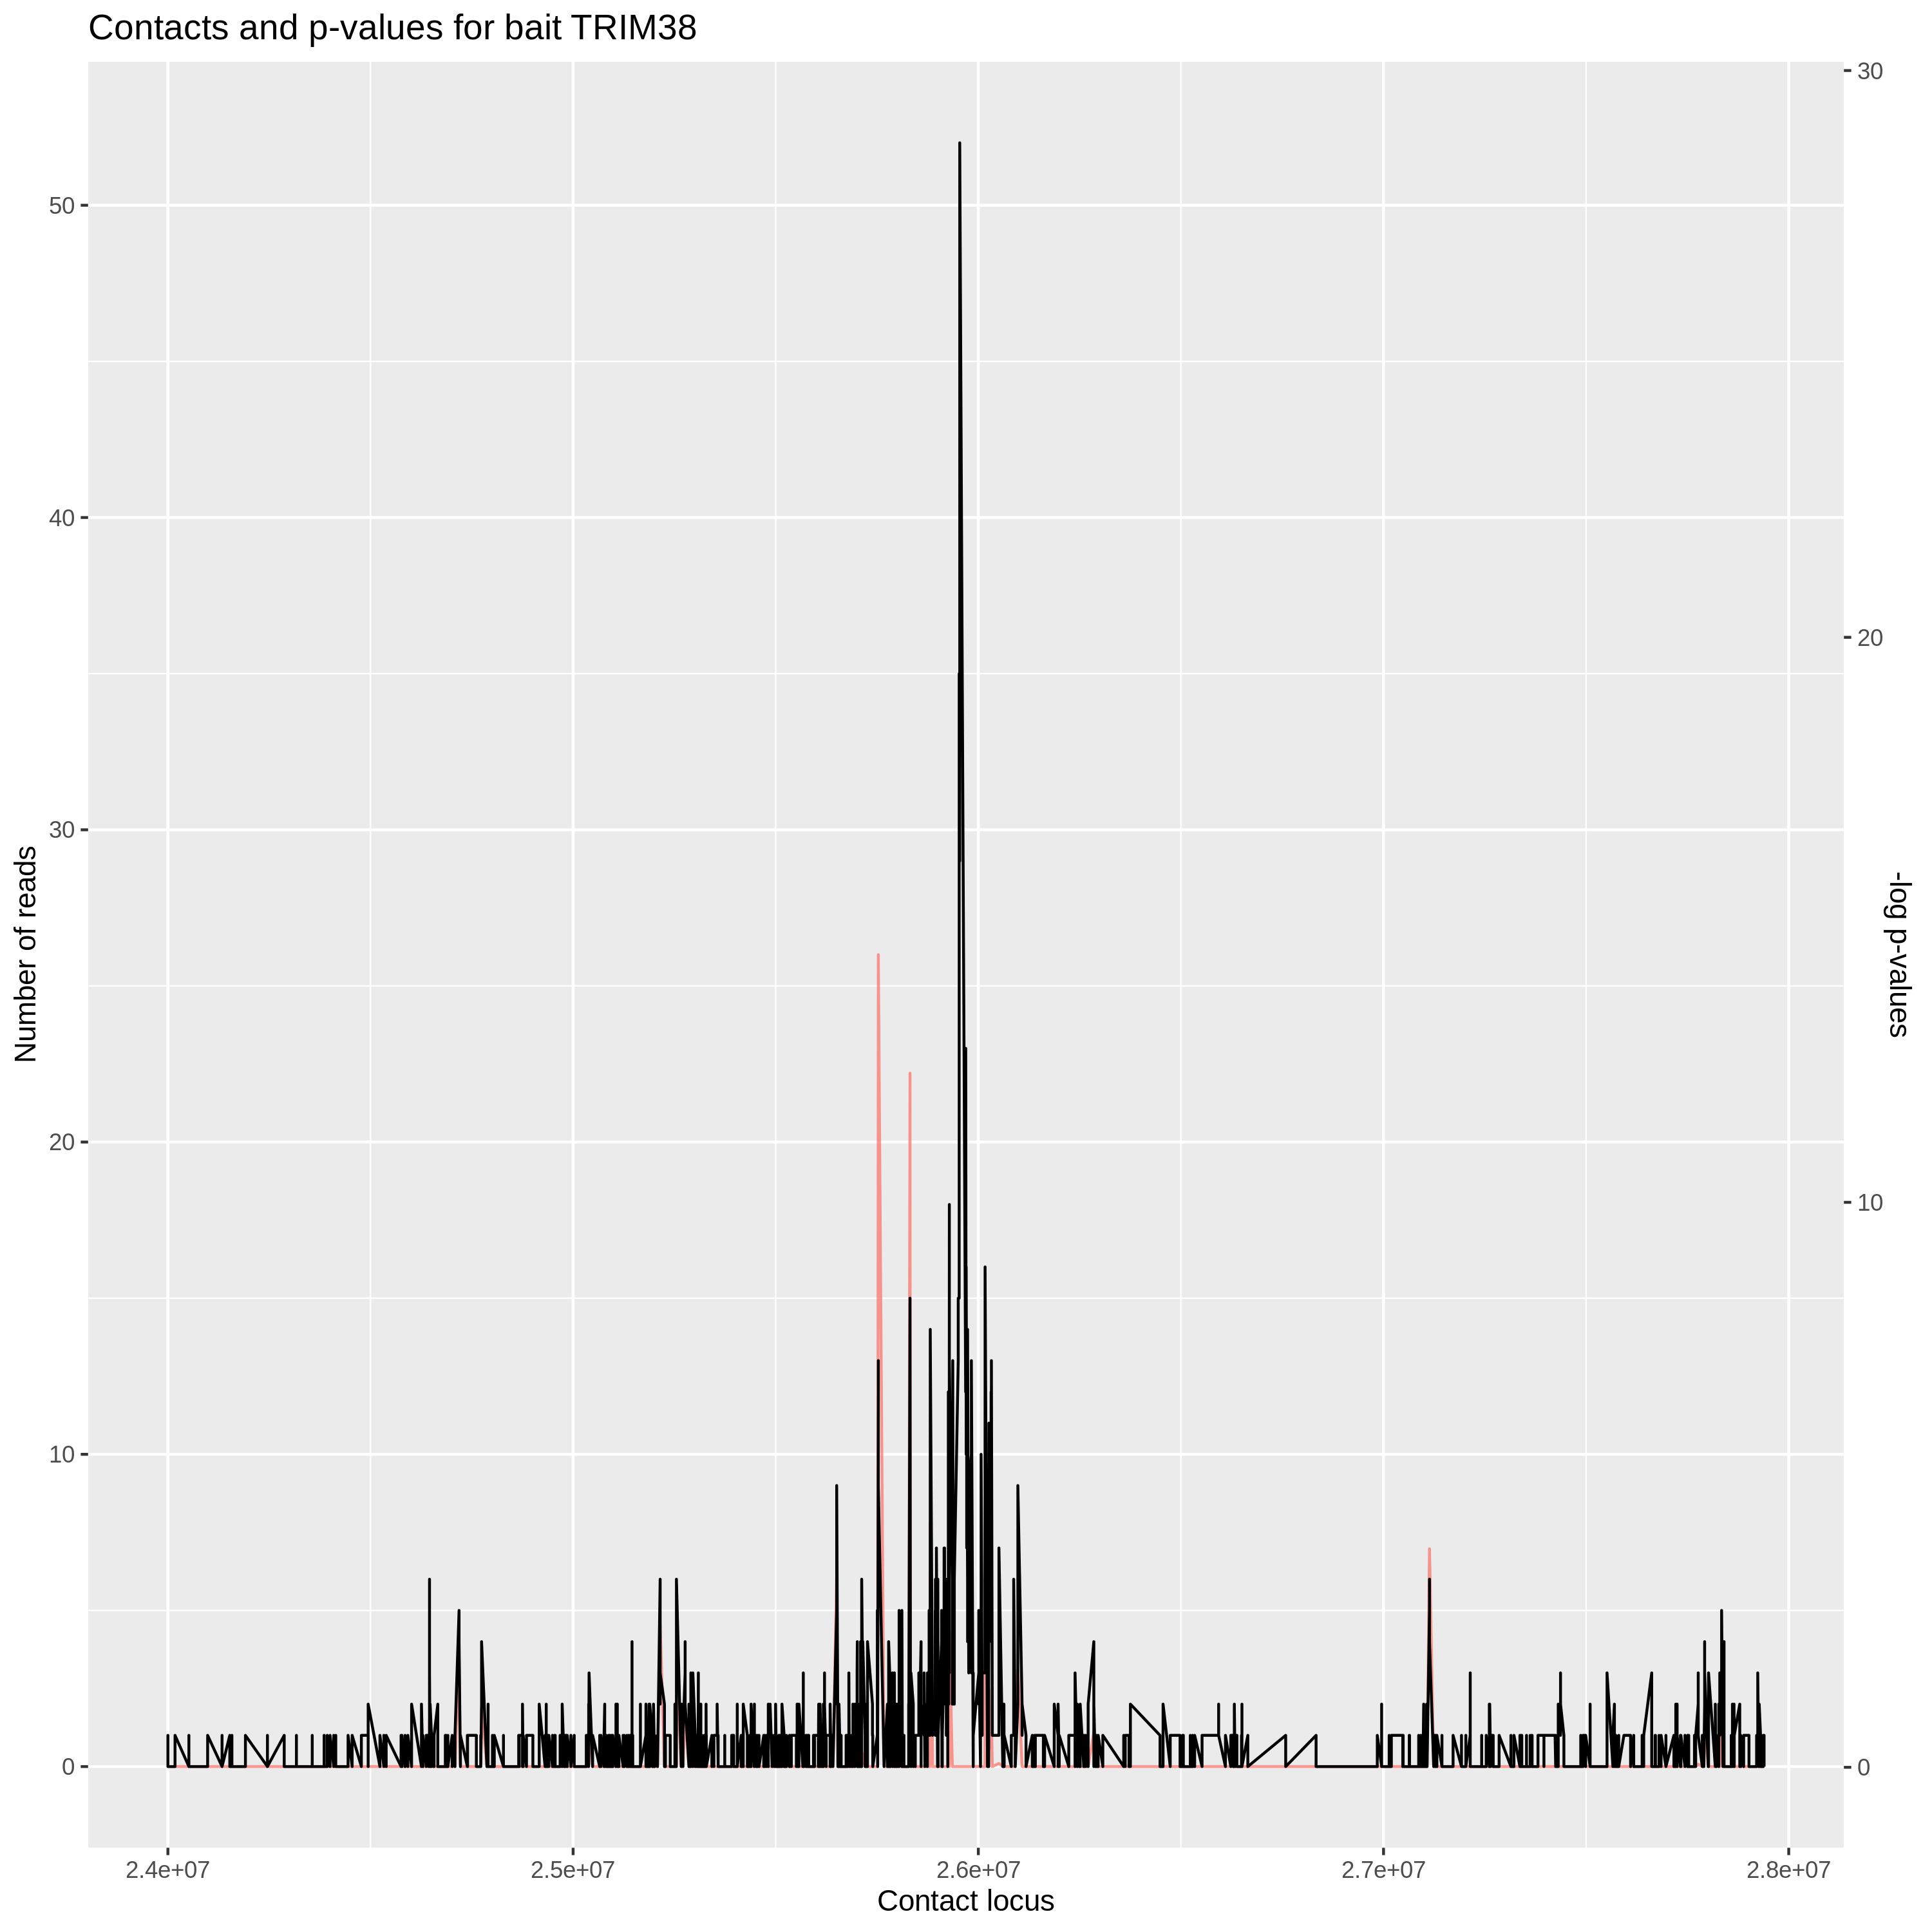 Contacts and p-values for bait TRIM38
30
50
40
20
30
Number of reads
-log p-values
20
10
10
0
0
2.4e+07
2.5e+07
2.6e+07
2.7e+07
2.8e+07
Contact locus